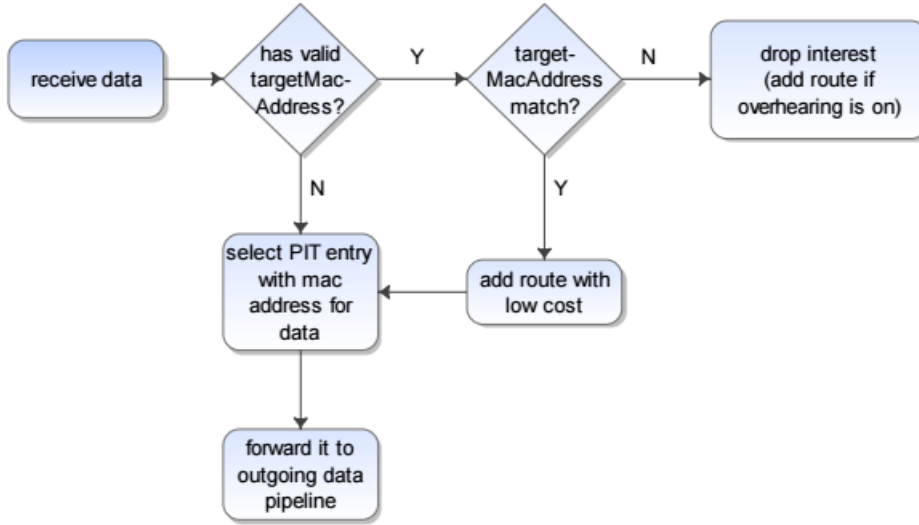 receive data
has valid
targetMac-
Address?
Y
target-
MacAddress
match?
N
drop interest
(add route if
overhearing is on)
N
Y
select PIT entry
with mac
address for
data
add route with
low cost
forward it to
outgoing data
pipeline